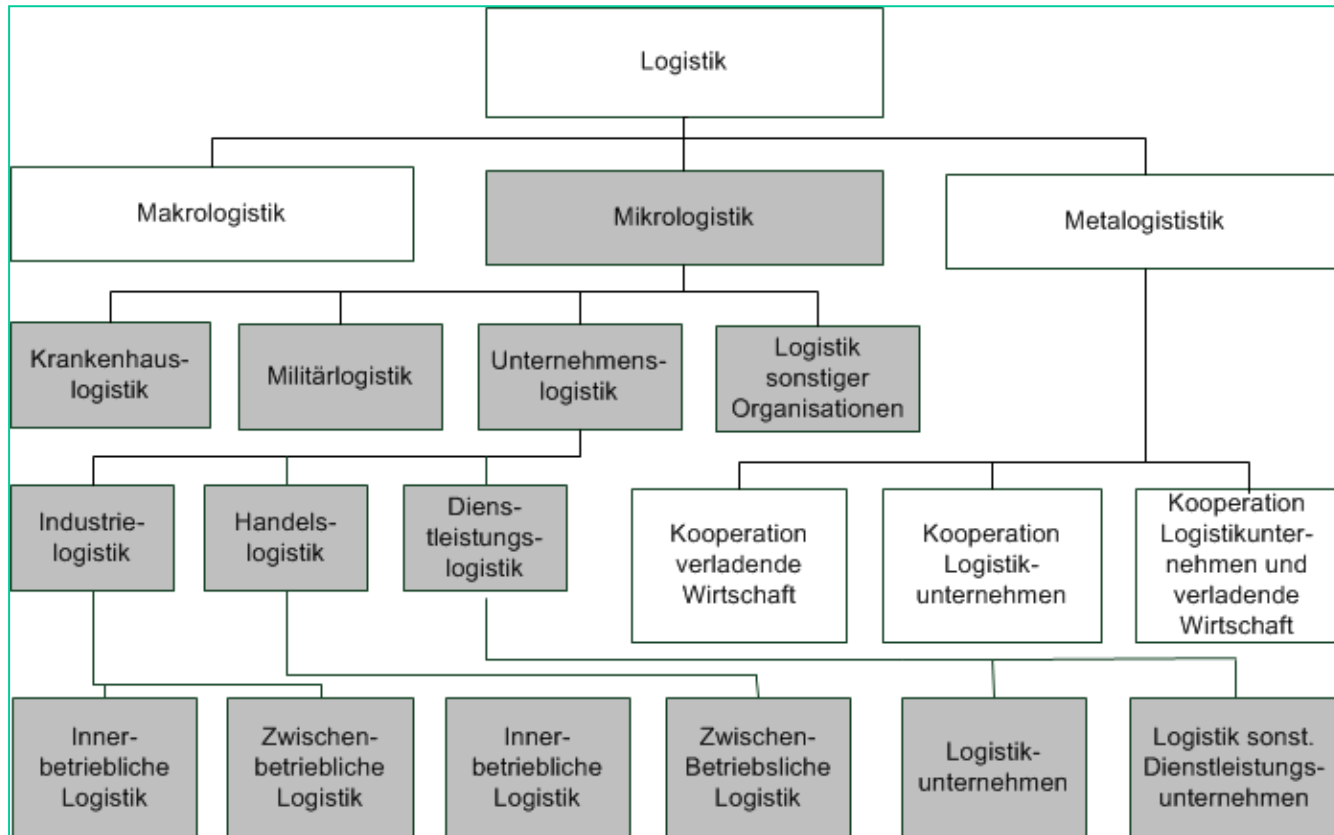 Logistik
Makrologistik
Mikrologistik
Metalogististik
Krankenhaus-
logistik
Militärlogistik
Unternehmens-
logistik
Logistik
sonstiger
Organisationen
Industrie-
logistik
Handels-
logistik
Diens-
tleistungs-
logistik
Kooperation
verladende
Wirtschaft
Kooperation
Logistik-
unternehmen
Kooperation
Logistikunter-
nehmen und
verladende
Wirtschaft
Inner-
betriebliche
Logistik
Zwischen-
betriebliche
Logistik
Inner-
betriebliche
Logistik
Zwischen-
Betriebsliche
Logistik
Logistik-
unternehmen
Logistik sonst.
Dienstleistungs-
unternehmen